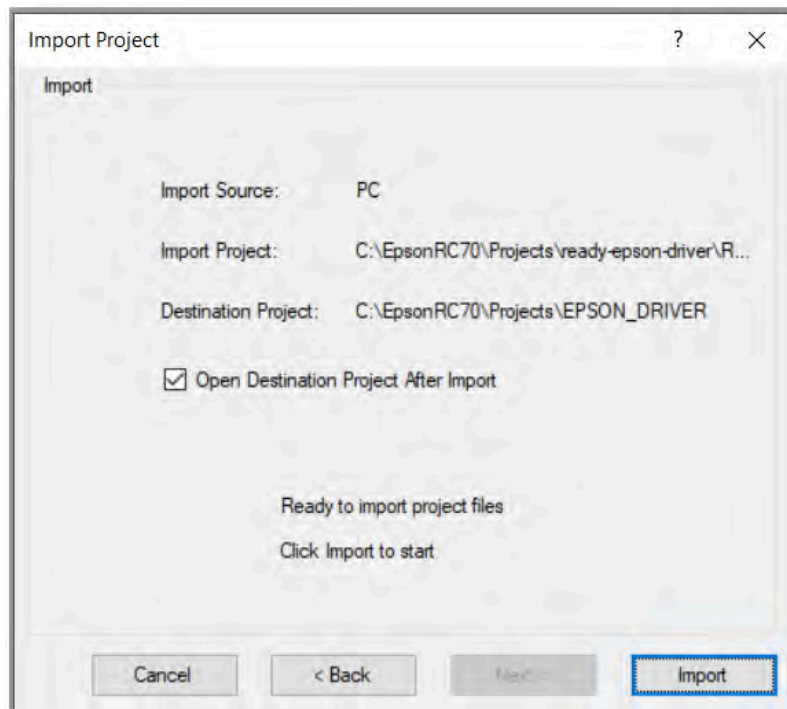 Import Project ?
Import
Import Source: PC
Import Project: C:\EpsonRC70\Projects\ready-epson-driver\R...
Destination Project: C:\EpsonRC70\Projects\EPSON_DRIVER
Open Destination Project After Import
Ready to import project files
Click Import to start
Cancel < Back Next > Import